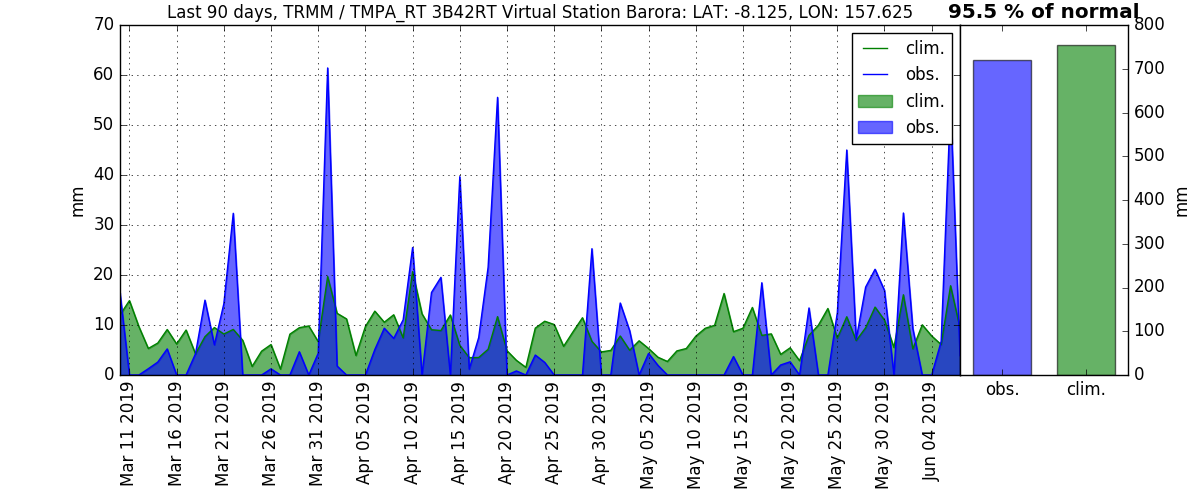 Last 90 days, TRMM / TMPA_RT 3B42RT Virtual Station Barora: LAT: -8.125, LON: 157.625
95.5 % of normal
70
60
50
40
30
20
10
0
mm
clim.
obs.
clim.
obs.
800
700
600
500
400
300
200
100
0
mm
obs.
clim.
Mar 11 2019
Mar 16 2019
Mar 21 2019
Mar 26 2019
Mar 31 2019
Apr 05 2019
Apr 10 2019
Apr 15 2019
Apr 20 2019
Apr 25 2019
Apr 30 2019
May 05 2019
May 10 2019
May 15 2019
May 20 2019
May 25 2019
May 30 2019
Jun 04 2019